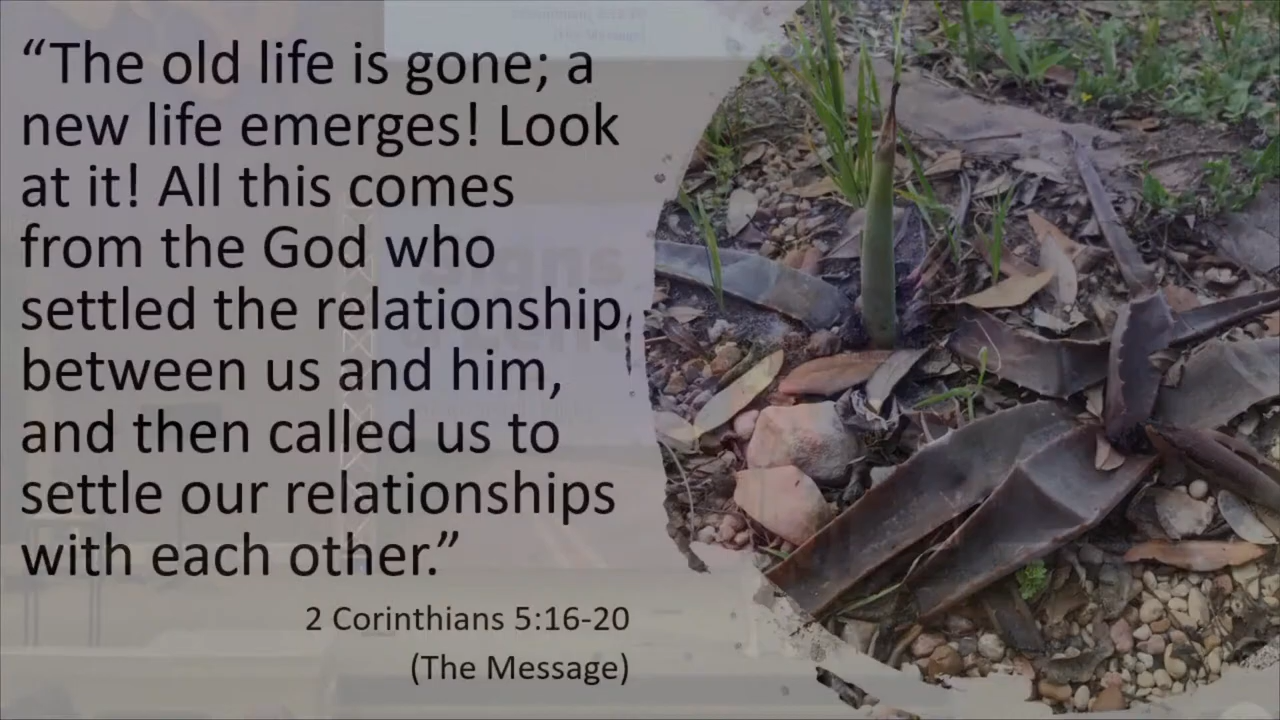 “The old life is gone; a
new life emerges! Look
at it! All this comes
from the God who
settled the relationship
between us and him,
and then called us to
settle our relationships
with each other.”
2 Corinthians 5:16-20
(The Message)